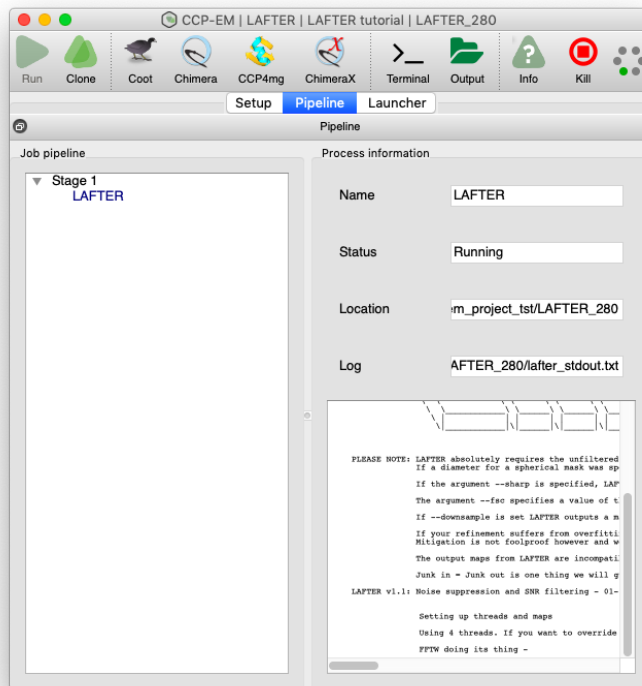 CCP-EM | LAFTER | LAFTER tutorial | LAFTER_280
Run Clone Coot Chimera CCP4mg ChimeraX Terminal Output Info Kill
Setup Pipeline Launcher
Pipeline
Job pipeline
Process information
Stage 1
LAFTER
Name LAFTER
Status Running
Location em_project_tst/LAFTER_280
Log AFTER_280/lafter_stdout.txt
PLEASE NOTE: LAFTER absolutely requires the unfiltered
If a diameter for a spherical mask was
If the argument --sharp is specified,
The argument --fsc specifies a value of
If --downsample is set LAFTER outputs a
If your refinement suffers from
Mitigation is not foolproof however and
The output maps from LAFTER are
Junk in = Junk out is one thing we will
LAFTER v1.1: Noise suppression and SNR filtering - 01-
Setting up threads and maps
Using 4 threads. If you want to override
FFTW doing its thing -